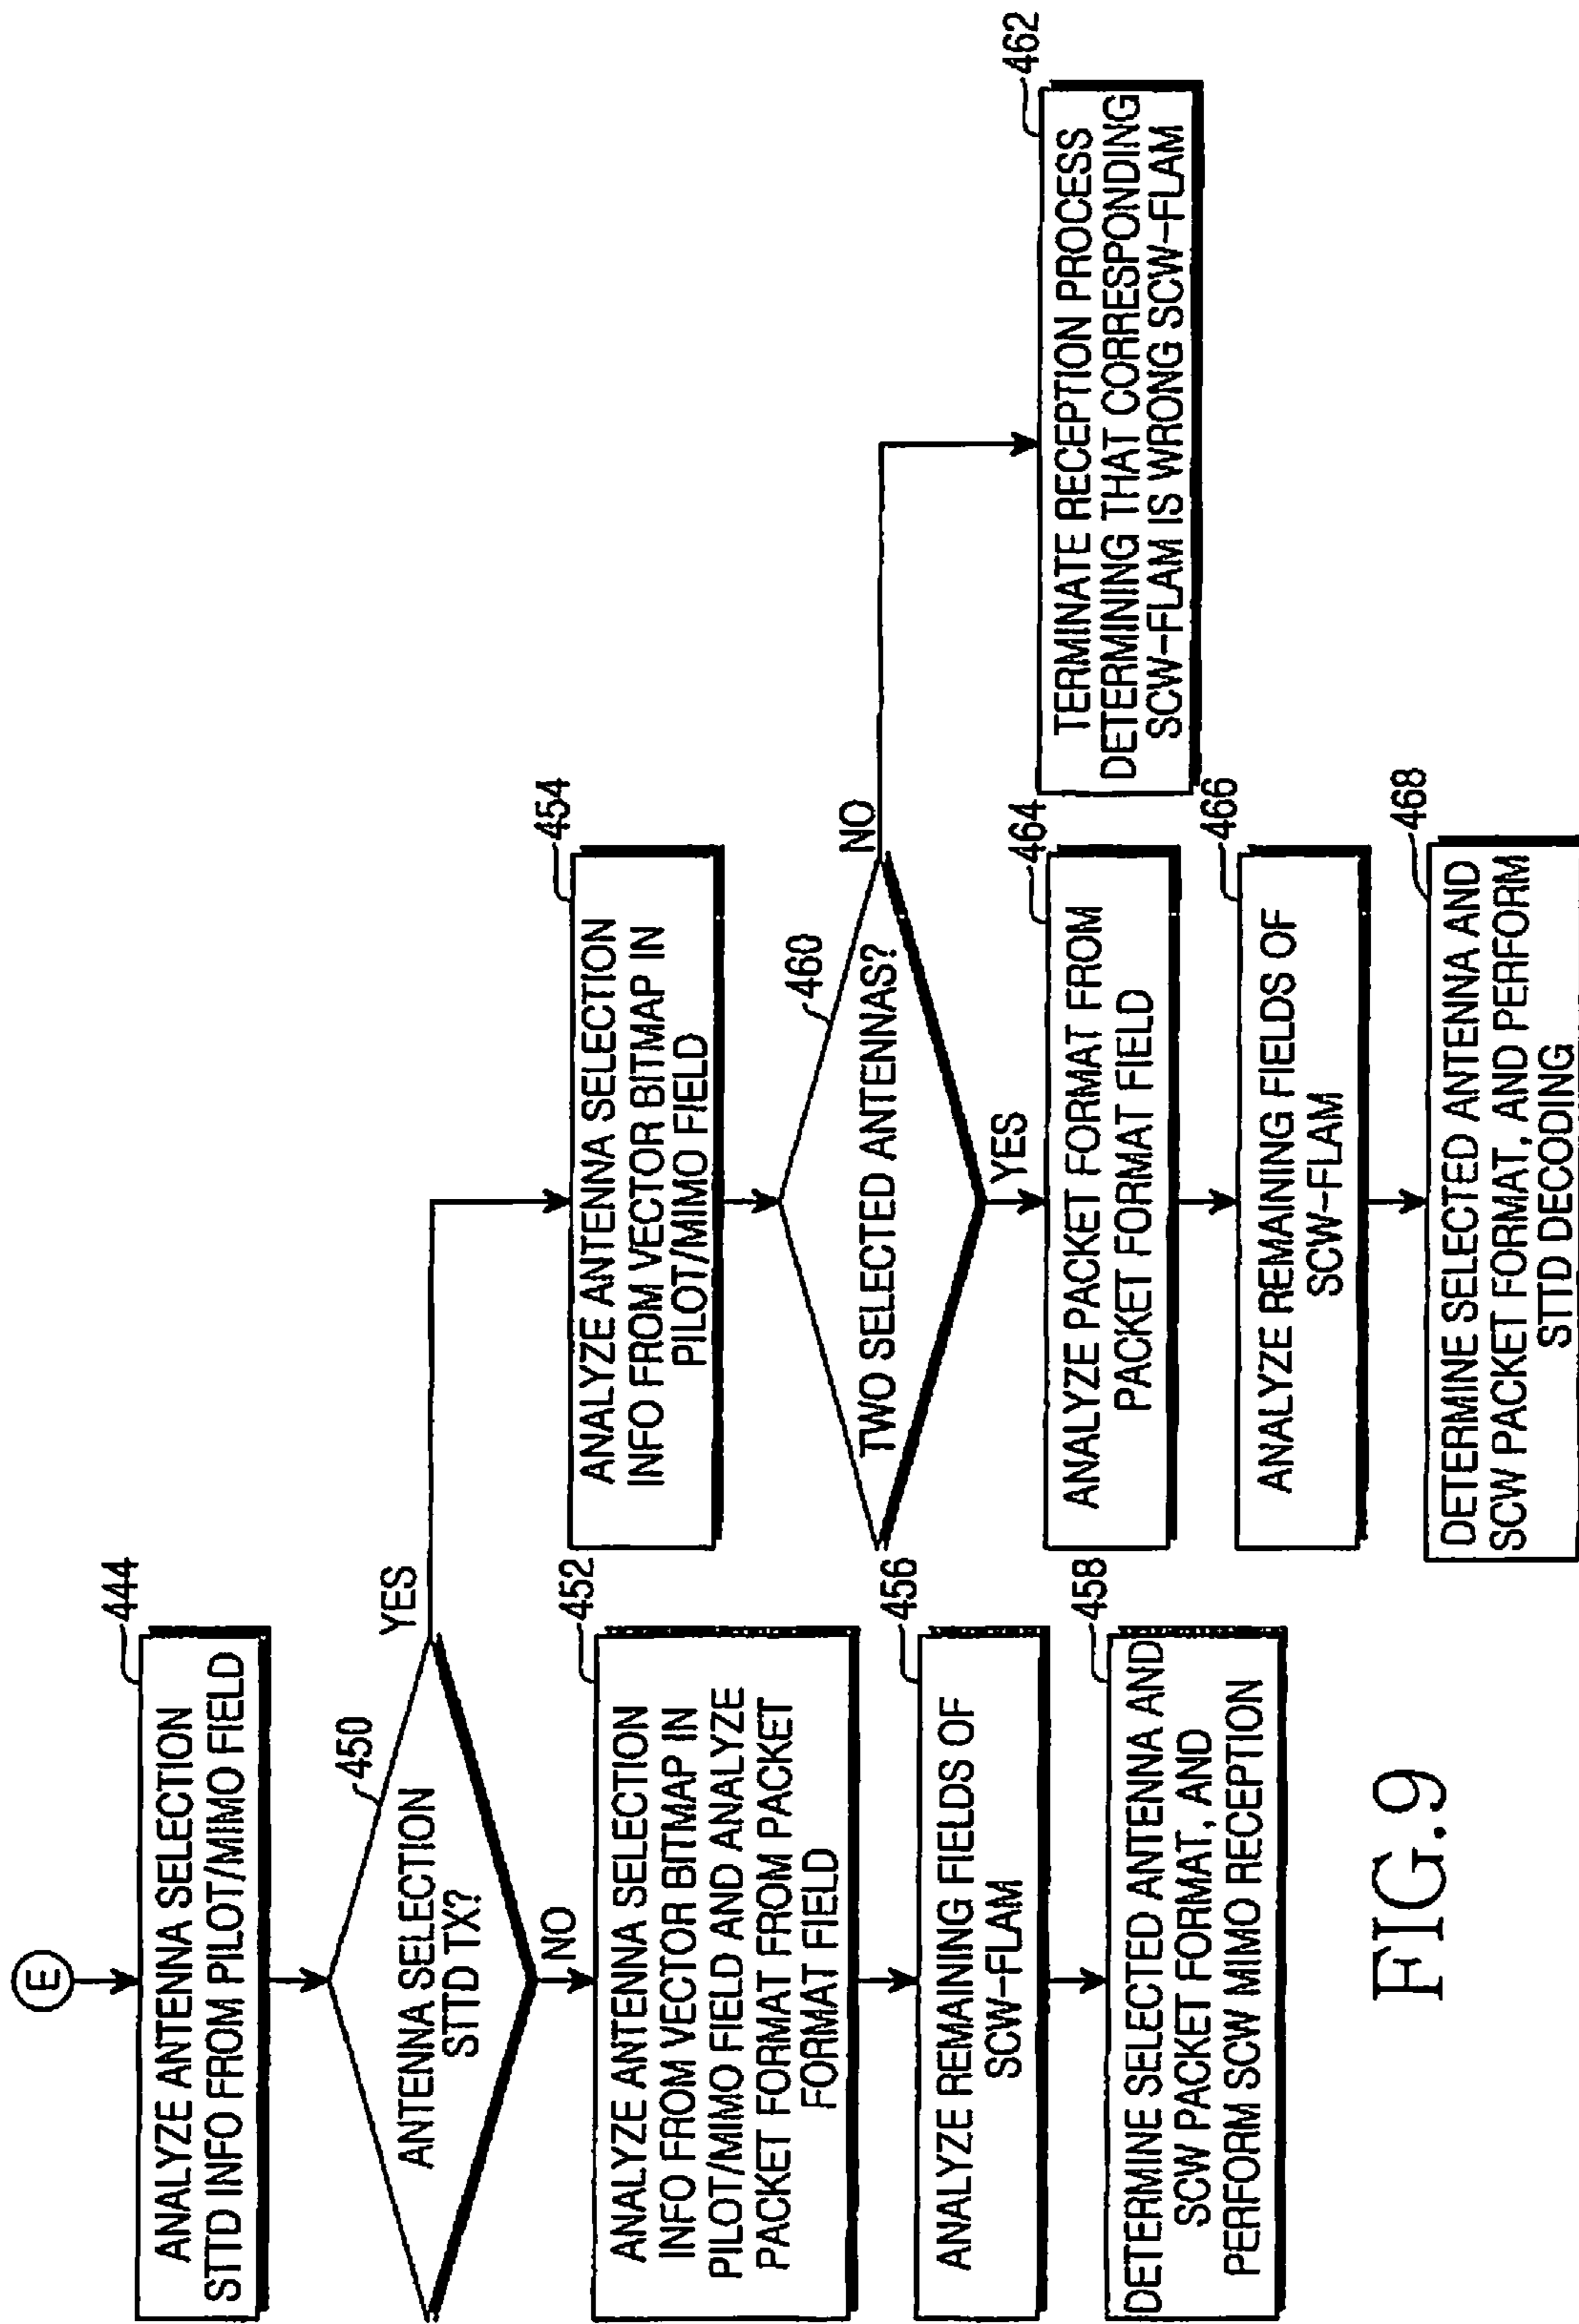 E
444
ANALYZE ANTENNA SELECTION
STTD INFO FROM PILOT/MIMO FIELD
450
ANTENNA SELECTION
STTD TX?
YES
NO
452
ANALYZE ANTENNA SELECTION
INFO FROM VECTOR BITMAP IN
PILOT/MIMO FIELD AND ANALYZE
PACKET FORMAT FROM PACKET
FORMAT FIELD
456
ANALYZE REMAINING FIELDS OF
SCW-FLAM
458
DETERMINE SELECTED ANTENNA AND
SCW PACKET FORMAT, AND
PERFORM SCW MIMO RECEPTION
454
ANALYZE ANTENNA SELECTION
INFO FROM VECTOR BITMAP IN
PILOT/MIMO FIELD
460
TWO SELECTED ANTENNAS?
NO
YES
464
ANALYZE PACKET FORMAT FROM
PACKET FORMAT FIELD
466
ANALYZE REMAINING FIELDS OF
SCW-FLAM
468
DETERMINE SELECTED ANTENNA AND
SCW PACKET FORMAT, AND PERFORM
STTD DECODING
462
TERMINATE RECEPTION PROCESS
DETERMINING THAT CORRESPONDING
SCW-FLAM IS WRONG SCW-FLAM
FIG.9